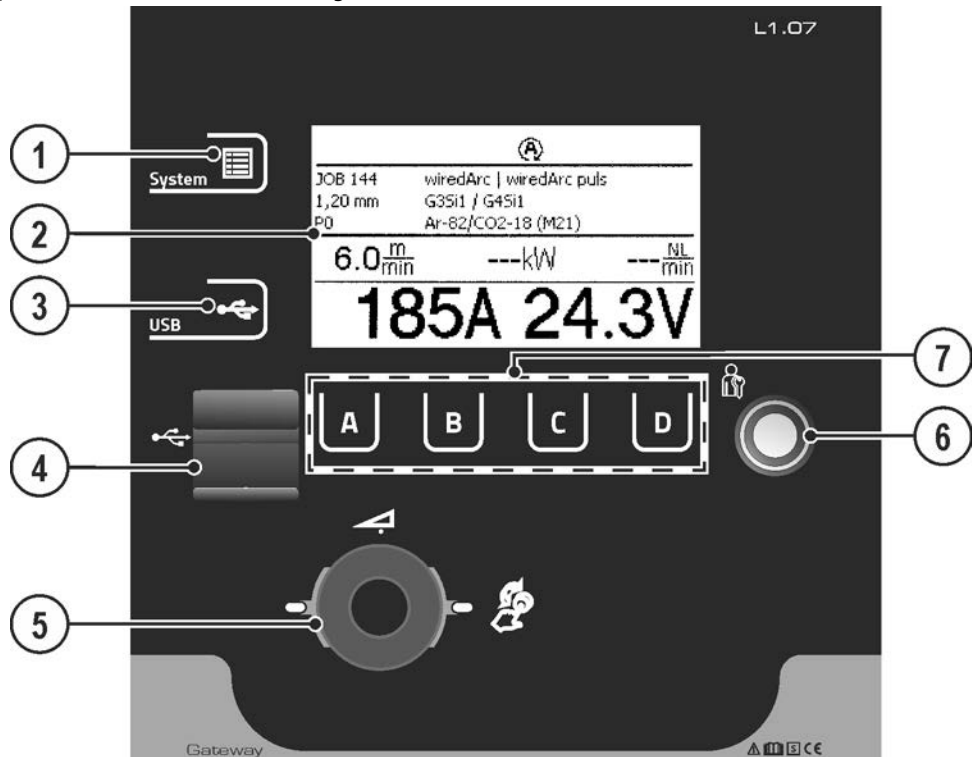 L1.07
1
System
A
JOB 144 wiredArc | wiredArc puls
1,20 mm G3Si1 / G4Si1
2
P0 Ar-82/CO2-18 (M21)
6.0 m/min ---kW ---NL/min
3
USB
185A 24.3V
7
A B C D
4
6
5
Gateway
S CE